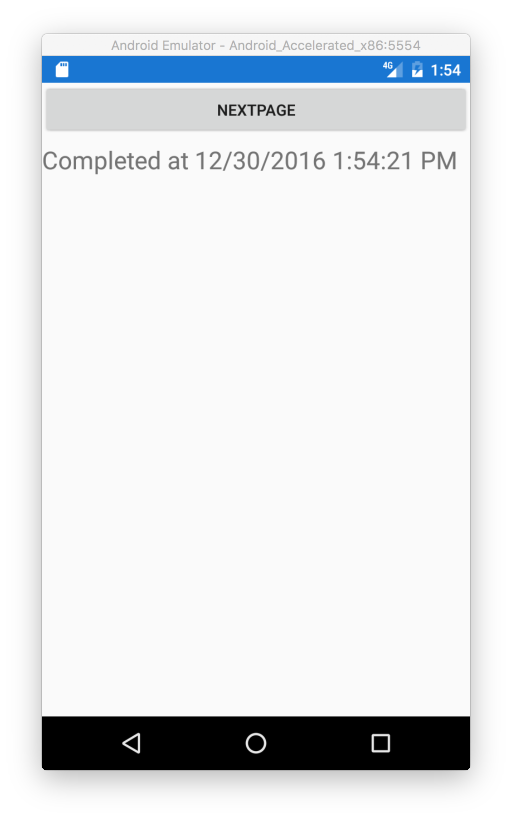 Android Emulator - Android_Accelerated_x86:5554
4G 1:54
NEXTPAGE
Completed at 12/30/2016 1:54:21 PM